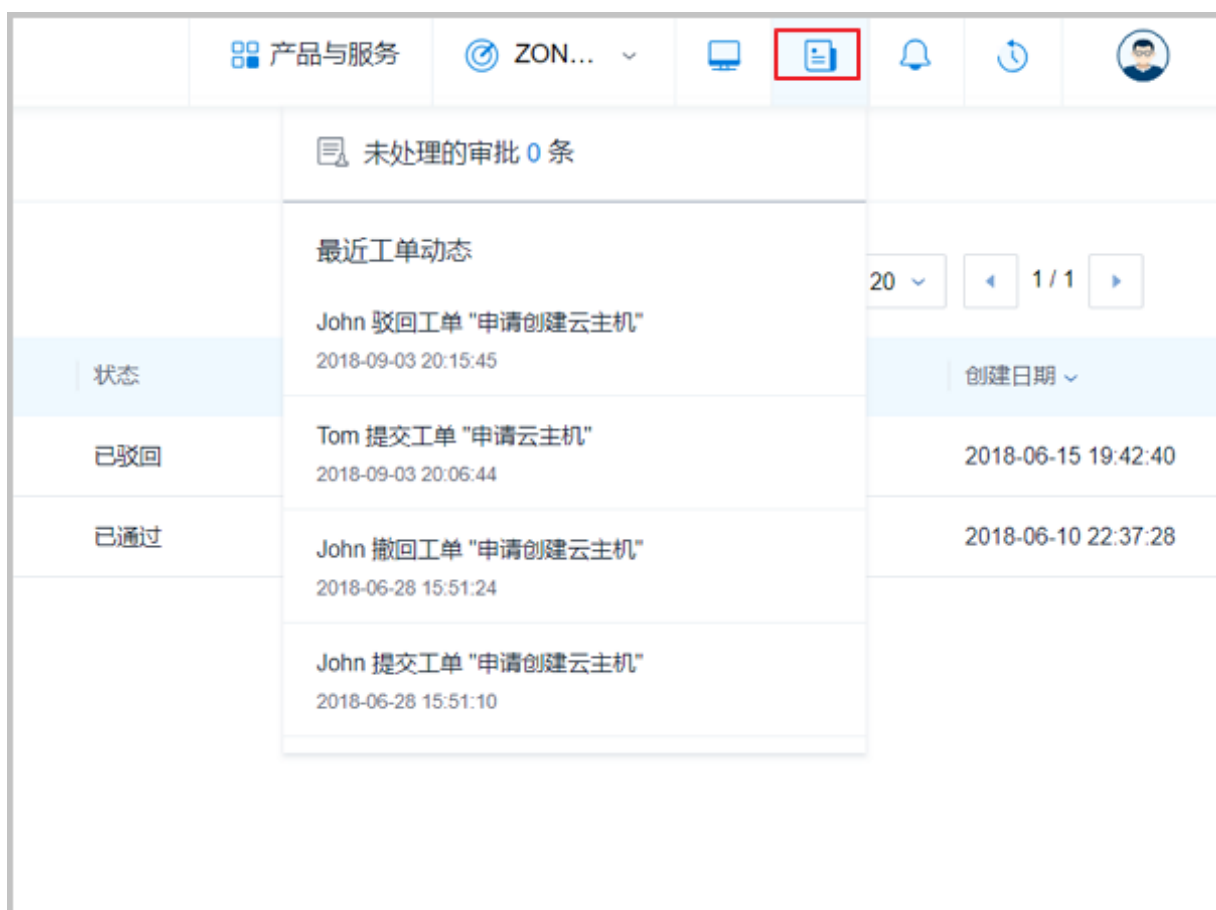 产品与服务 ZON...
未处理的审批 0 条
最近工单动态
20 1 / 1
John 驳回工单 "申请创建云主机"
2018-09-03 20:15:45
状态 创建日期
Tom 提交工单 "申请云主机"
2018-09-03 20:06:44
已驳回 2018-06-15 19:42:40
已通过 2018-06-10 22:37:28
John 撤回工单 "申请创建云主机"
2018-06-28 15:51:24
John 提交工单 "申请创建云主机"
2018-06-28 15:51:10